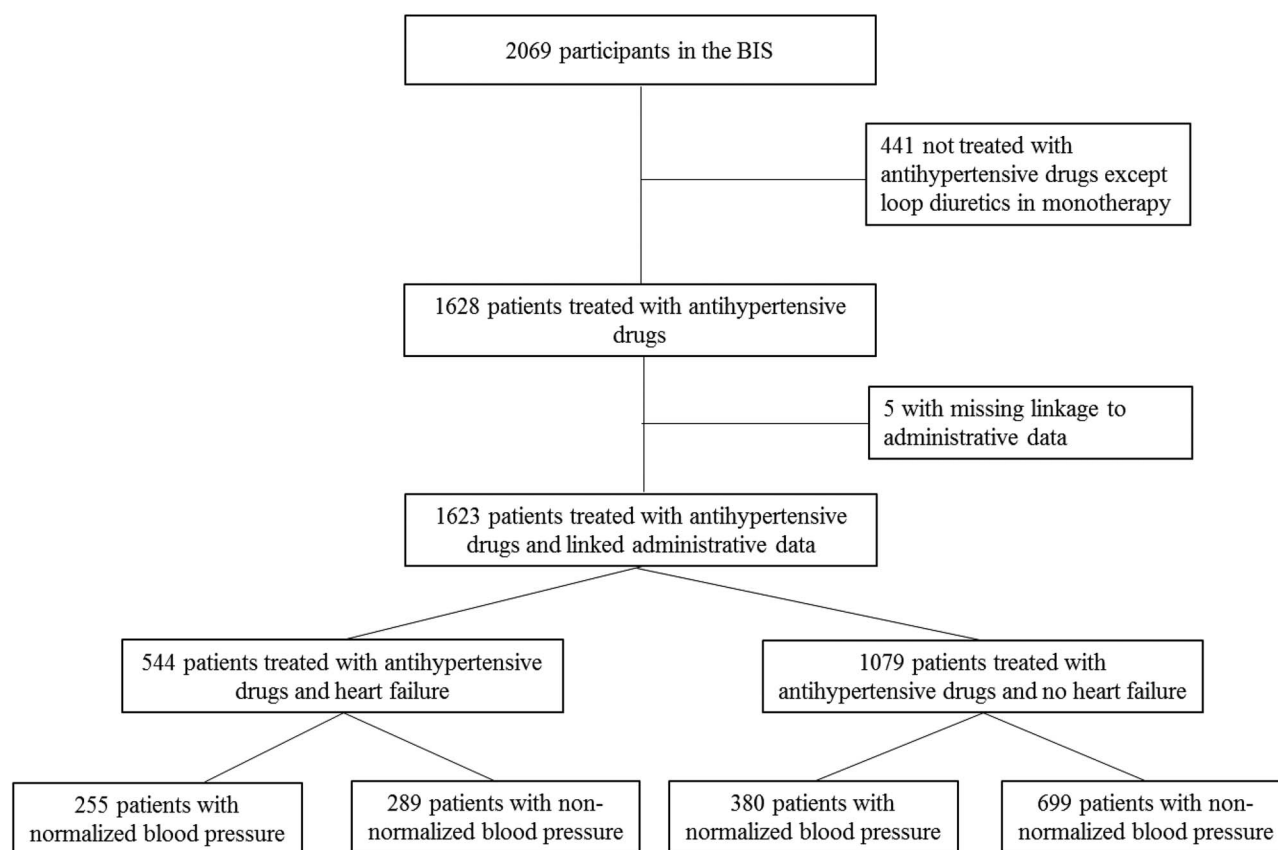 2069 participants in the BIS
441 not treated with
antihypertensive drugs except
loop diuretics in monotherapy
1628 patients treated with antihypertensive
drugs
5 with missing linkage to
administrative data
1623 patients treated with antihypertensive
drugs and linked administrative data
544 patients treated with antihypertensive
drugs and heart failure
1079 patients treated with
antihypertensive drugs and no heart failure
255 patients with
normalized blood pressure
289 patients with non-
normalized blood pressure
380 patients with
normalized blood pressure
699 patients with non-
normalized blood pressure